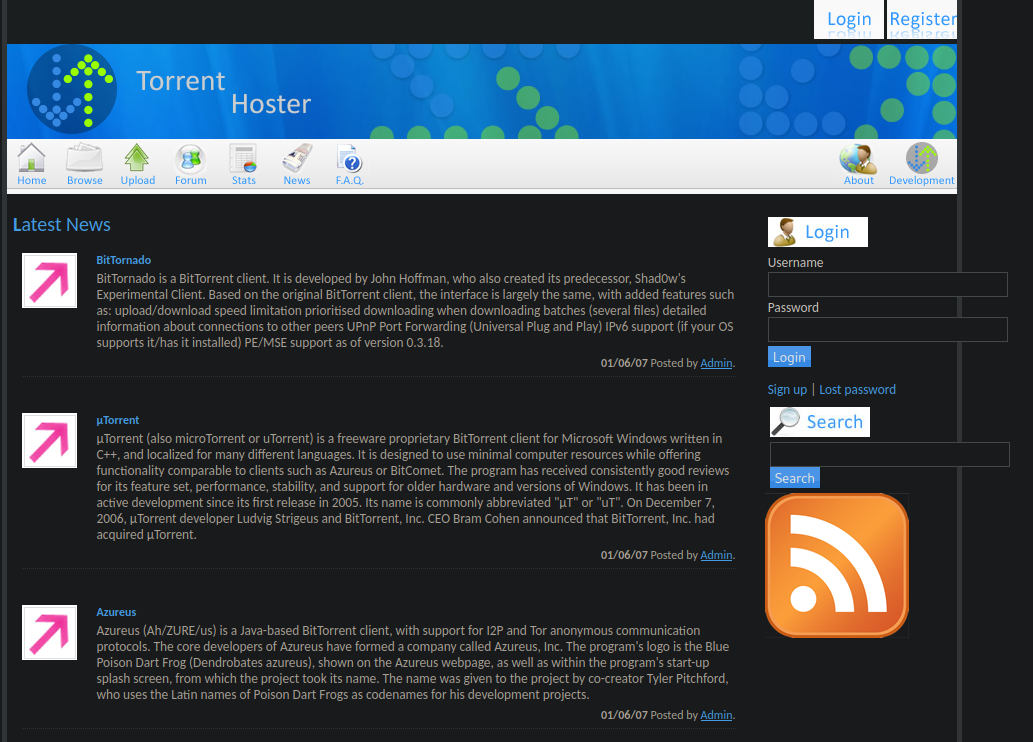 Login Register
Torrent
Hoster
Home Browse Upload Forum Stats News F.A.Q. About Development
Latest News
BitTornado
BitTornado is a BitTorrent client. It is developed by John Hoffman, who also created its predecessor, Shad0w's
Experimental Client. Based on the original BitTorrent client, the interface is largely the same, with added features such
as: upload/download speed limitation prioritised downloading when downloading batches (several files) detailed
information about connections to other peers UPnP Port Forwarding (Universal Plug and Play) IPv6 support (if your OS
supports it/has it installed) PE/MSE support as of version 0.3.18.
01/06/07 Posted by Admin.
µTorrent
µTorrent (also microTorrent or uTorrent) is a freeware proprietary BitTorrent client for Microsoft Windows written in
C++, and localized for many different languages. It is designed to use minimal computer resources while offering
functionality comparable to clients such as Azureus or BitComet. The program has received consistently good reviews
for its feature set, performance, stability, and support for older hardware and versions of Windows. It has been in
active development since its first release in 2005. Its name is commonly abbreviated "µT" or "uT". On December 7,
2006, µTorrent developer Ludvig Strigeus and BitTorrent, Inc. CEO Bram Cohen announced that BitTorrent, Inc. had
acquired µTorrent.
01/06/07 Posted by Admin.
Azureus
Azureus (Ah/ZURE/us) is a Java-based BitTorrent client, with support for I2P and Tor anonymous communication
protocols. The core developers of Azureus have formed a company called Azureus, Inc. The program's logo is the Blue
Poison Dart Frog (Dendrobates azureus), shown on the Azureus webpage, as well as within the program's start-up
splash screen, from which the project took its name. The name was given to the project by co-creator Tyler Pitchford,
who uses the Latin names of Poison Dart Frogs as codenames for his development projects.
01/06/07 Posted by Admin.
Login
Username
Password
Login
Sign up | Lost password
Search
Search